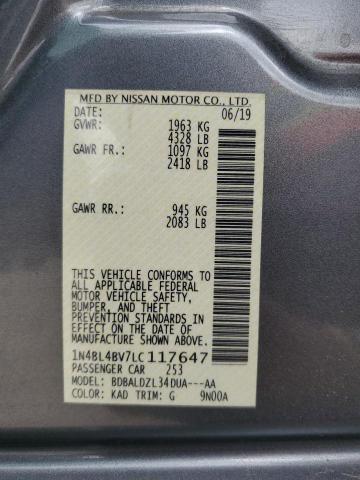 MFD BY NISSAN MOTOR CO., LTD.
DATE: 06/19
GVWR: 1963 KG
4328 LB
GAWR FR.: 1097 KG
2418 LB
GAWR RR.: 945 KG
2083 LB
THIS VEHICLE CONFORMS TO
ALL APPLICABLE FEDERAL
MOTOR VEHICLE SAFETY,
BUMPER, AND THEFT
PREVENTION STANDARDS
IN EFFECT ON THE
DATE OF MANUFACTURE
SHOWN ABOVE.
1N4BL4BV7LC117647
PASSENGER CAR 253
MODEL: BDBALDZL34DUA---AA
COLOR: KAD TRIM: G 9N00A